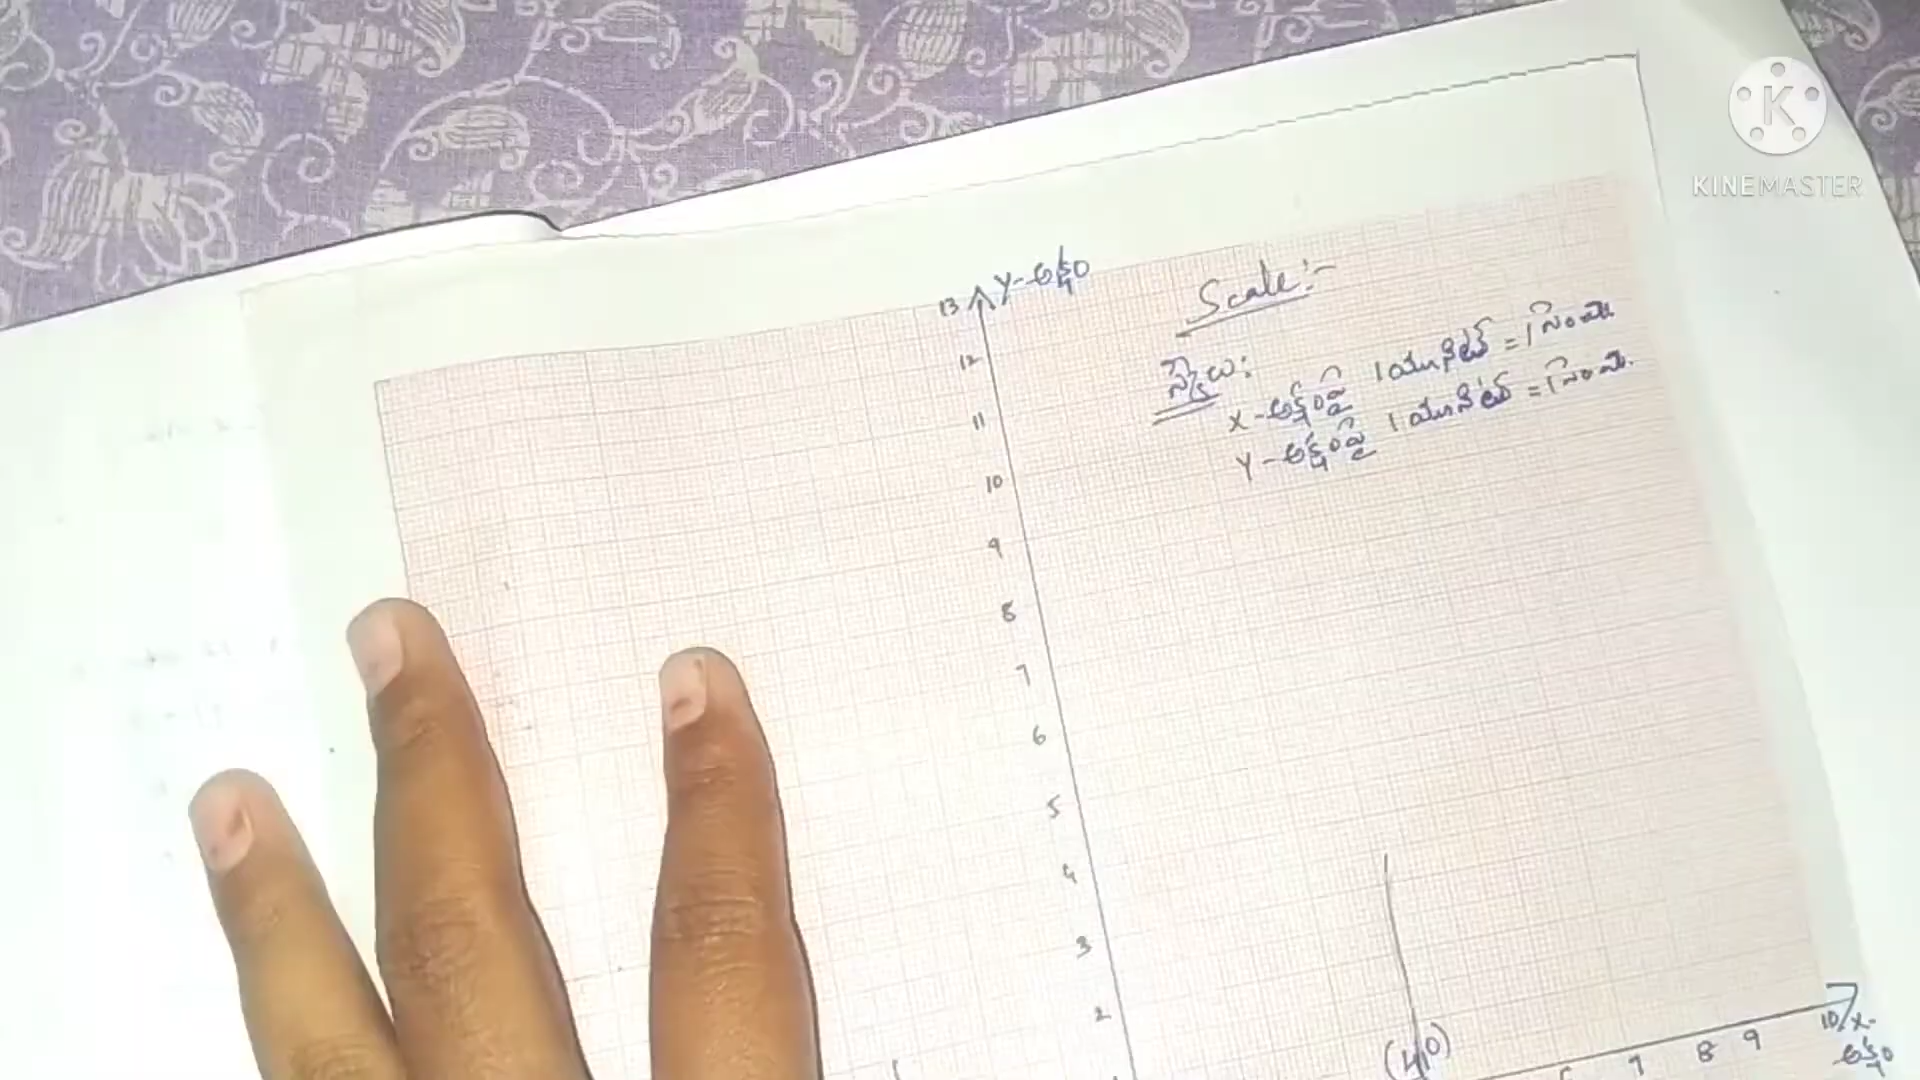 KINEMASTER
Y-అక్షం
Scale:-
స్కేలు:
X-అక్షంపై 1 యూనిట్ = 1 సెం.మీ.
Y-అక్షంపై 1 యూనిట్ = 1 సెం.మీ.
13
12
11
10
9
8
7
6
5
4
3
2
(4,0)
7 8 9 10 X-
అక్షం